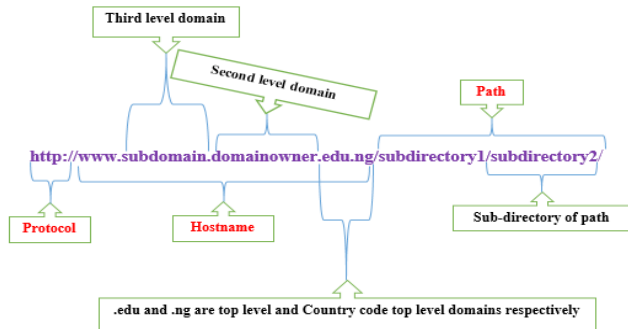 Third level domain
Second level domain
Path
http://www.subdomain.domainowner.edu.ng/subdirectory1/subdirectory2/
Protocol
Hostname
Sub-directory of path
.edu and .ng are top level and Country code top level domains respectively